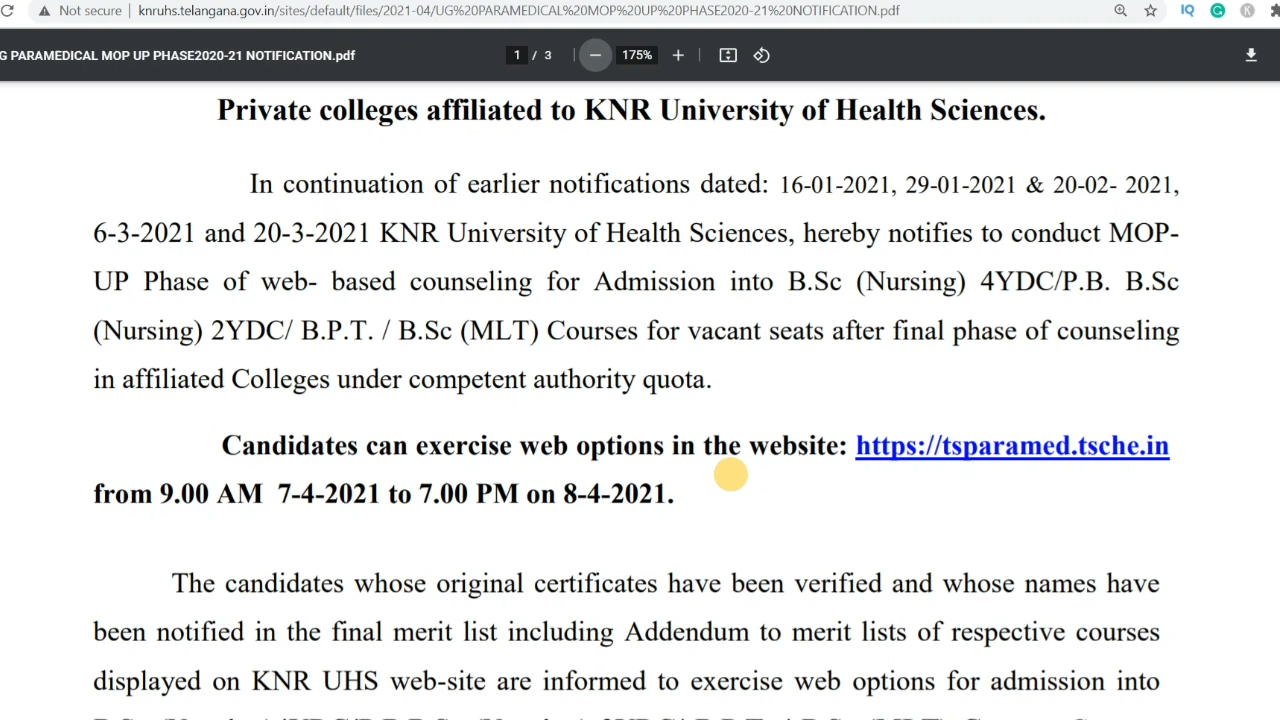 Not secure | knruhs.telangana.gov.in/sites/default/files/2021-04/UG%20PARAMEDICAL%20MOP%20UP%20PHASE2020-21%20NOTIFICATION.pdf
G PARAMEDICAL MOP UP PHASE2020-21 NOTIFICATION.pdf 1 / 3 175%
Private colleges affiliated to KNR University of Health Sciences.
In continuation of earlier notifications dated: 16-01-2021, 29-01-2021 & 20-02- 2021,
6-3-2021 and 20-3-2021 KNR University of Health Sciences, hereby notifies to conduct MOP-
UP Phase of web- based counseling for Admission into B.Sc (Nursing) 4YDC/P.B. B.Sc
(Nursing) 2YDC/ B.P.T. / B.Sc (MLT) Courses for vacant seats after final phase of counseling
in affiliated Colleges under competent authority quota.
Candidates can exercise web options in the website: https://tsparamed.tsche.in
from 9.00 AM 7-4-2021 to 7.00 PM on 8-4-2021.
The candidates whose original certificates have been verified and whose names have
been notified in the final merit list including Addendum to merit lists of respective courses
displayed on KNR UHS web-site are informed to exercise web options for admission into